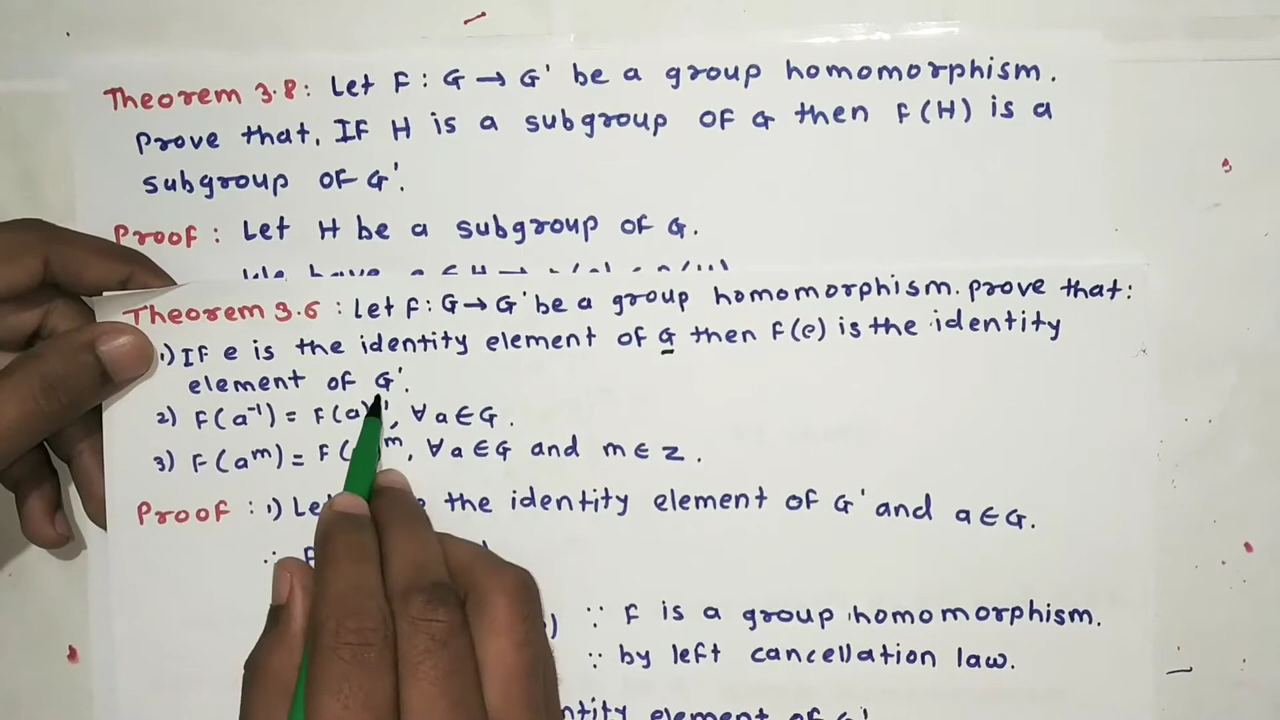 Theorem 3.8: Let F: G → G' be a group homomorphism.
Prove that, IF H is a subgroup OF G then F(H) is a
subgroup OF G'.
Proof: Let H be a subgroup OF G.
Theorem 3.6: Let F: G → G' be a group homomorphism. prove that:
1) IF e is the identity element of G then F(e) is the identity
element of G'.
2) F(a⁻¹) = F(a) , ∀ a ∈ G.
3) F(aᵐ) = F( ᵐ, ∀ a ∈ G and m ∈ z.
Proof: 1) the identity element of G' and a ∈ G.
∵ F is a group homomorphism.
∵ by left cancellation law.
identity element of G'